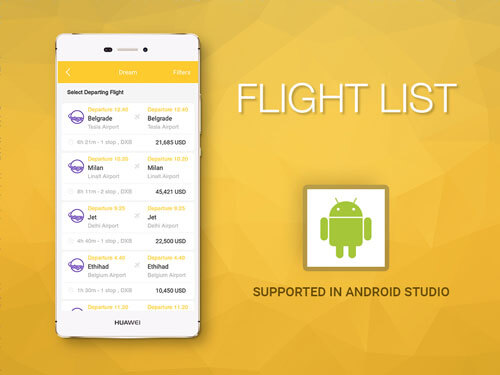 Dream
Filters
Select Departing Flight
Departure 10.40 Departure 10.40
Belgrade Belgrade
Tesla Airport Tesla Airport
6h 21m - 1 stop , DXB 21,685 USD
Departure 10.20 Departure 10.20
Milan Milan
Linait Airport Linait Airport
8h 11m - 2 stop , DXB 45,421 USD
Departure 9.25 Departure 9.25
Jet Jet
Delhi Airport Delhi Airport
4h 40m - 1 stop , DXB 22,500 USD
Departure 4.40 Departure 4.40
Ethihad Ethihad
Belgium Airport Belgium Airport
1h 30m - 1 stop , DXB 10,450 USD
Departure 11.20 Departure 11.20
HUAWEI
FLIGHT LIST
SUPPORTED IN ANDROID STUDIO